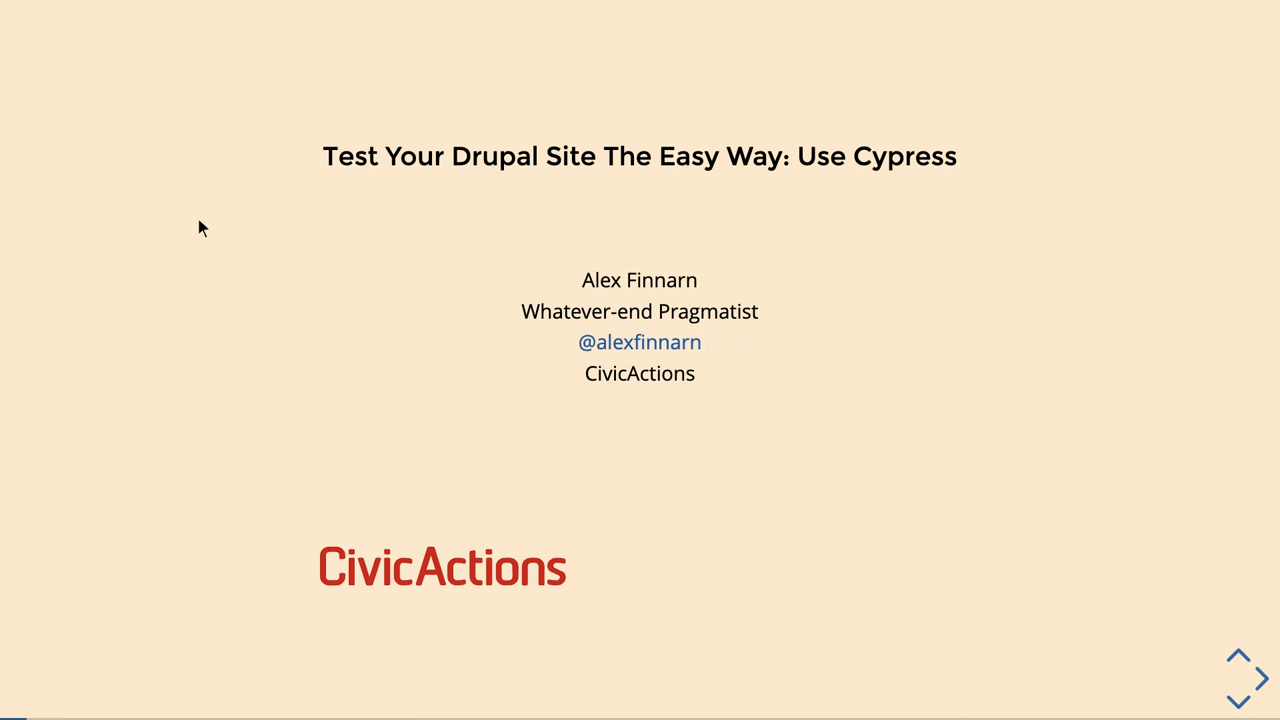 Test Your Drupal Site The Easy Way: Use Cypress
Alex Finnarn
Whatever-end Pragmatist
@alexfinnarn
CivicActions
CivicActions